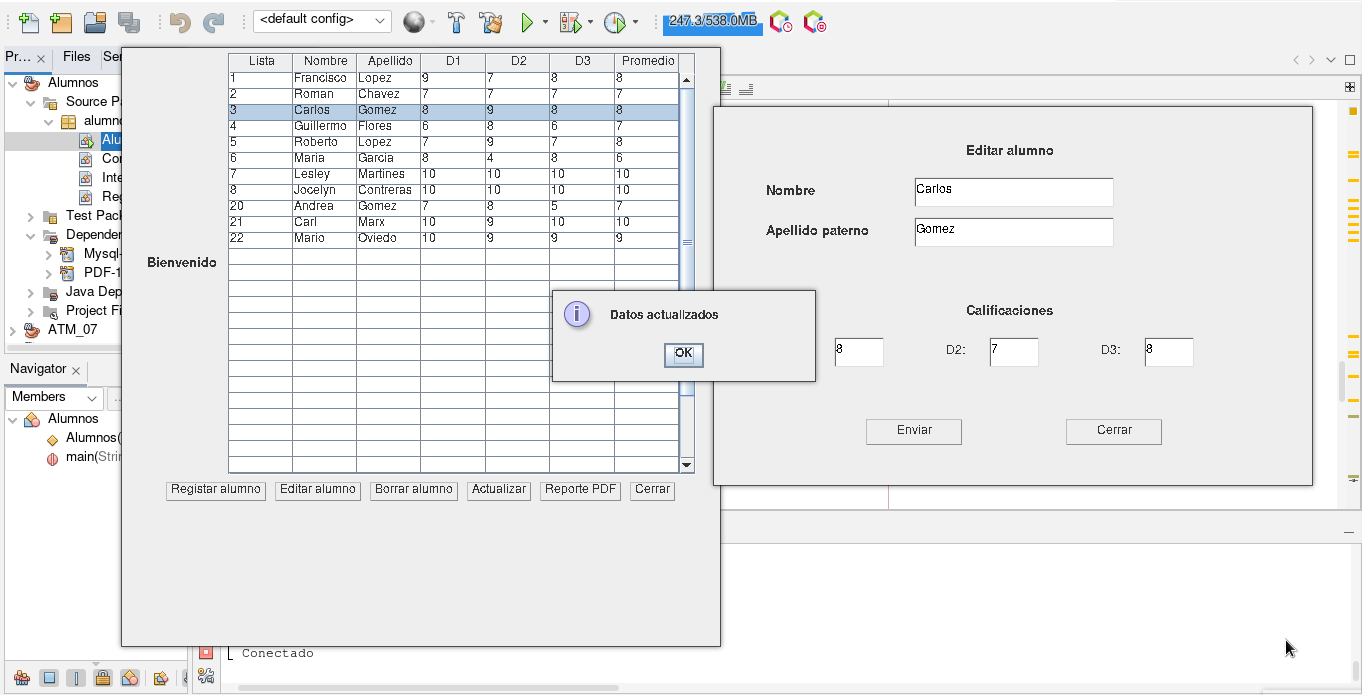 <default config>
247.3/538.0MB
Pr...
Files
Alumnos
Source
alumno
Test Pack
Depender
Mysql-
PDF-1
Java Dep
Project Fi
ATM_07
Navigator
Members
Alumnos
Alumnos(
main(Strin
Bienvenido
Lista Nombre Apellido D1 D2 D3 Promedio
1 Francisco Lopez 9 7 8 8
2 Roman Chavez 7 7 7 7
3 Carlos Gomez 8 9 8 8
4 Guillermo Flores 6 8 6 7
5 Roberto Lopez 7 9 7 8
6 Maria Garcia 8 4 8 6
7 Lesley Martines 10 10 10 10
8 Jocelyn Contreras 10 10 10 10
20 Andrea Gomez 7 8 5 7
21 Carl Marx 10 9 10 10
22 Mario Oviedo 10 9 9 9
Registar alumno Editar alumno Borrar alumno Actualizar Reporte PDF Cerrar
Datos actualizados
OK
Editar alumno
Nombre Carlos
Apellido paterno Gomez
Calificaciones
8 D2: 7 D3: 8
Enviar Cerrar
Conectado